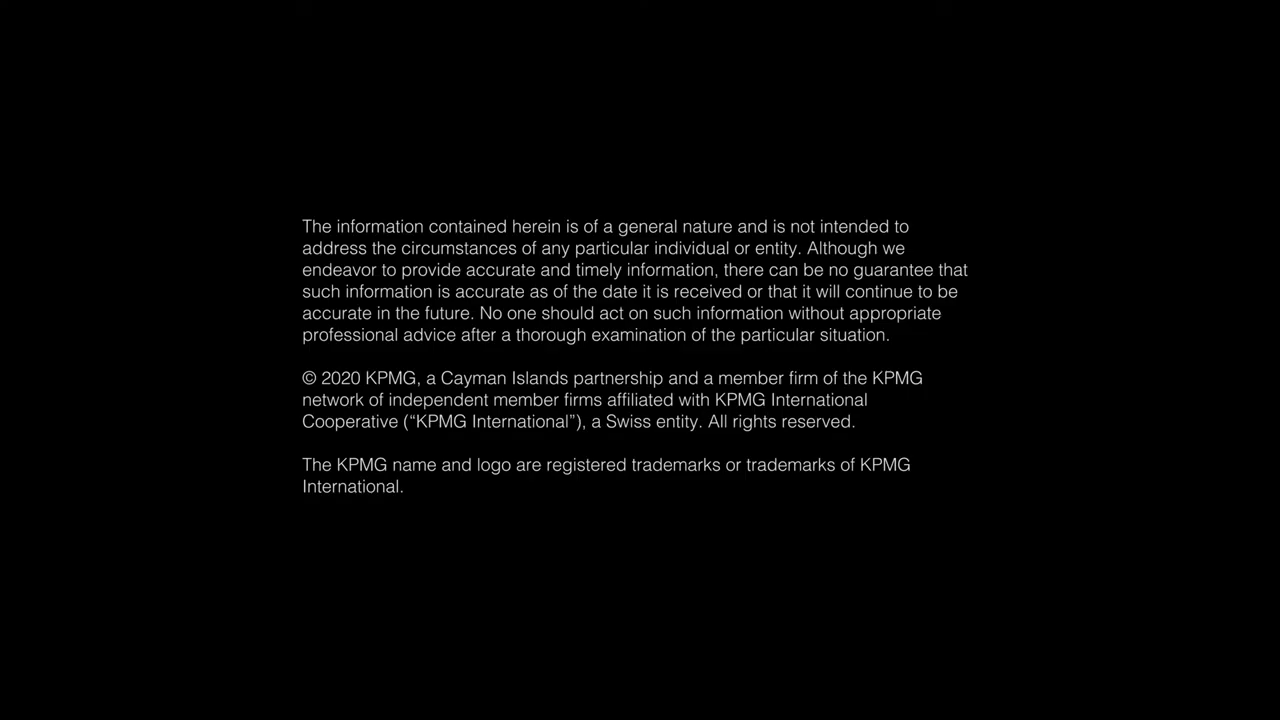 The information contained herein is of a general nature and is not intended to
address the circumstances of any particular individual or entity. Although we
endeavor to provide accurate and timely information, there can be no guarantee that
such information is accurate as of the date it is received or that it will continue to be
accurate in the future. No one should act on such information without appropriate
professional advice after a thorough examination of the particular situation.
© 2020 KPMG, a Cayman Islands partnership and a member firm of the KPMG
network of independent member firms affiliated with KPMG International
Cooperative (“KPMG International”), a Swiss entity. All rights reserved.
The KPMG name and logo are registered trademarks or trademarks of KPMG
International.